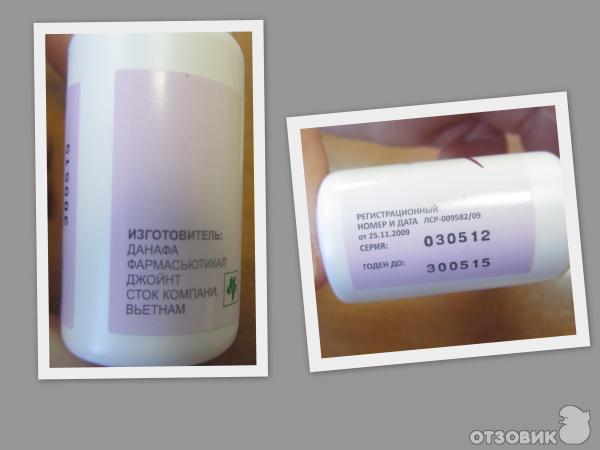 300515
ИЗГОТОВИТЕЛЬ:
ДАНАФА
ФАРМАСЬЮТИКАЛ
ДЖОЙНТ
СТОК КОМПАНИ,
ВЬЕТНАМ
РЕГИСТРАЦИОННЫЙ
НОМЕР И ДАТА ЛСР-009582/09
от 25.11.2009
СЕРИЯ: 030512
ГОДЕН ДО: 300515
ОТЗОВИК